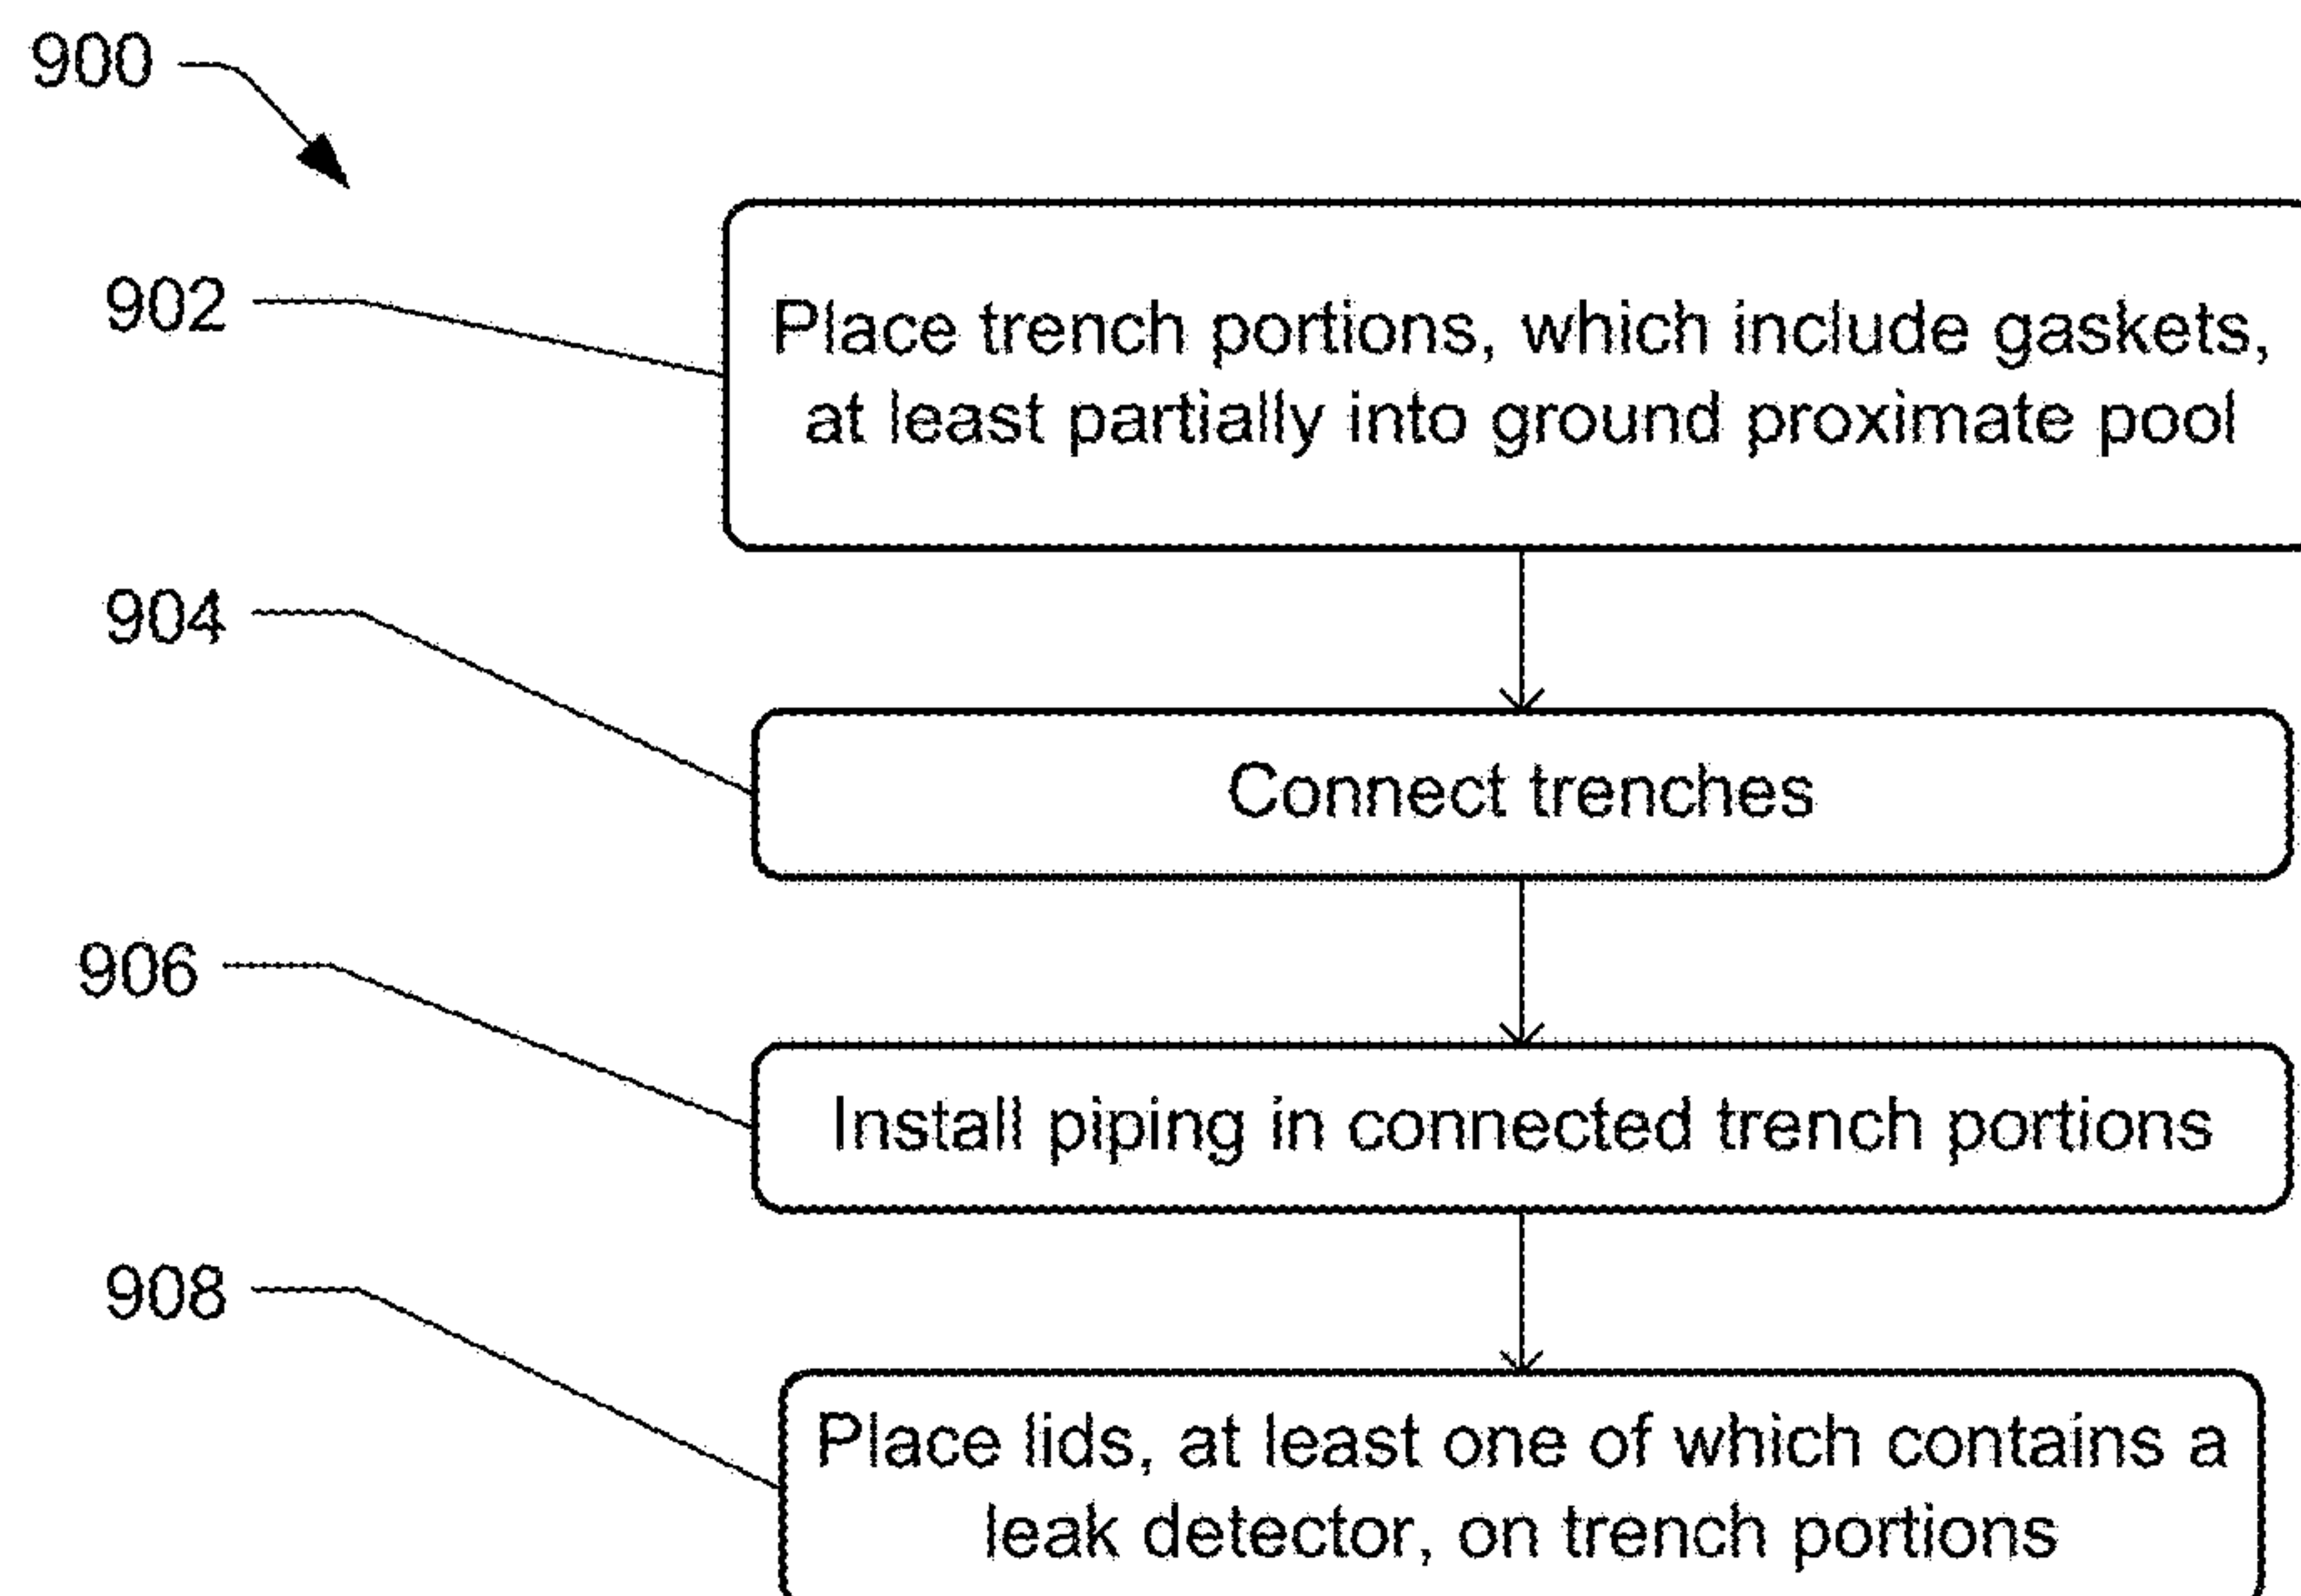 900
902
Place trench portions, which include gaskets,
at least partially into ground proximate pool
904
Connect trenches
906
Install piping in connected trench portions
908
Place lids, at least one of which contains a
leak detector, on trench portions